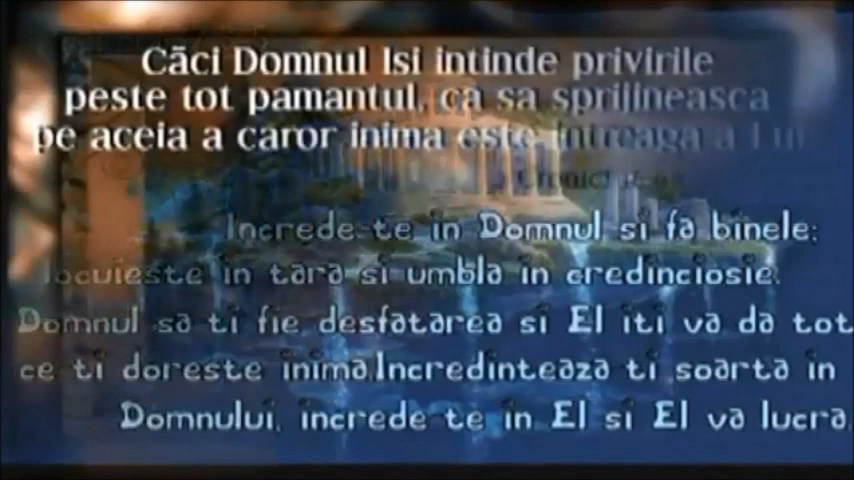 Căci Domnul Isi intinde privirile
peste tot pamantul, ca sa sprijineasca
pe aceia a caror inima este intreaga a Lui
Cronici
Increde-te in Domnul si fa binele;
locuieste in tara si umbla in credinciosie.
Domnul sa ti fie desfatarea si El iti va da tot
ce ti doreste inima.Incredinteaza ti soarta in
Domnului, increde te in El si El va lucra.